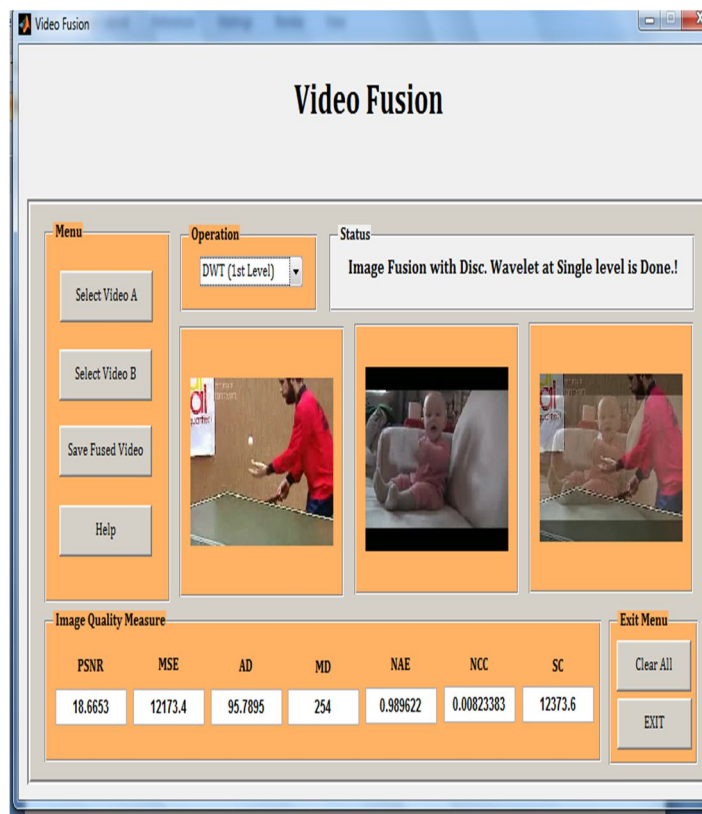 Video Fusion
Video Fusion
Menu
Select Video A
Select Video B
Save Fused Video
Help
Operation
DWT (1st Level)
Status
Image Fusion with Disc. Wavelet at Single level is Done.!
Image Quality Measure
PSNR MSE AD MD NAE NCC SC
18.6653 12173.4 95.7895 254 0.989622 0.00823383 12373.6
Exit Menu
Clear All
EXIT